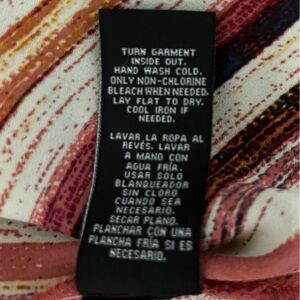 TURN GARMENT
INSIDE OUT.
HAND WASH COLD.
ONLY NON-CHLORINE
BLEACH WHEN NEEDED.
LAY FLAT TO DRY.
COOL IRON IF
NEEDED.
LAVAR LA ROPA AL
REVÉS. LAVAR
A MANO CON
AGUA FRÍA.
USAR SOLO
BLANQUEADOR
SIN CLORO
CUANDO SEA
NECESARIO.
SECAR PLANO.
PLANCHAR CON UNA
PLANCHA FRÍA SI ES
NECESARIO.